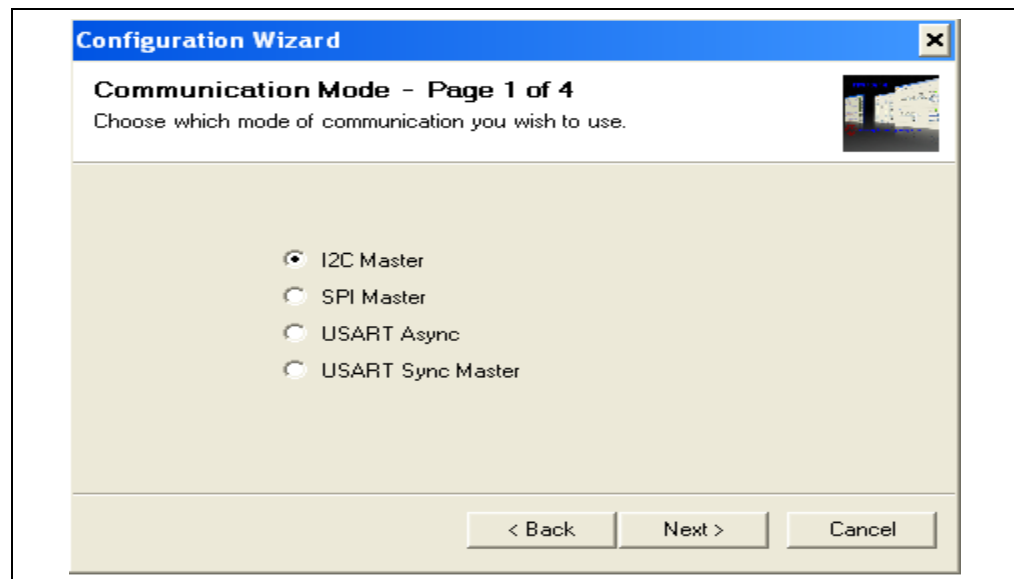 Configuration Wizard
Communication Mode - Page 1 of 4
Choose which mode of communication you wish to use.
I2C Master
SPI Master
USART Async
USART Sync Master
< Back Next > Cancel